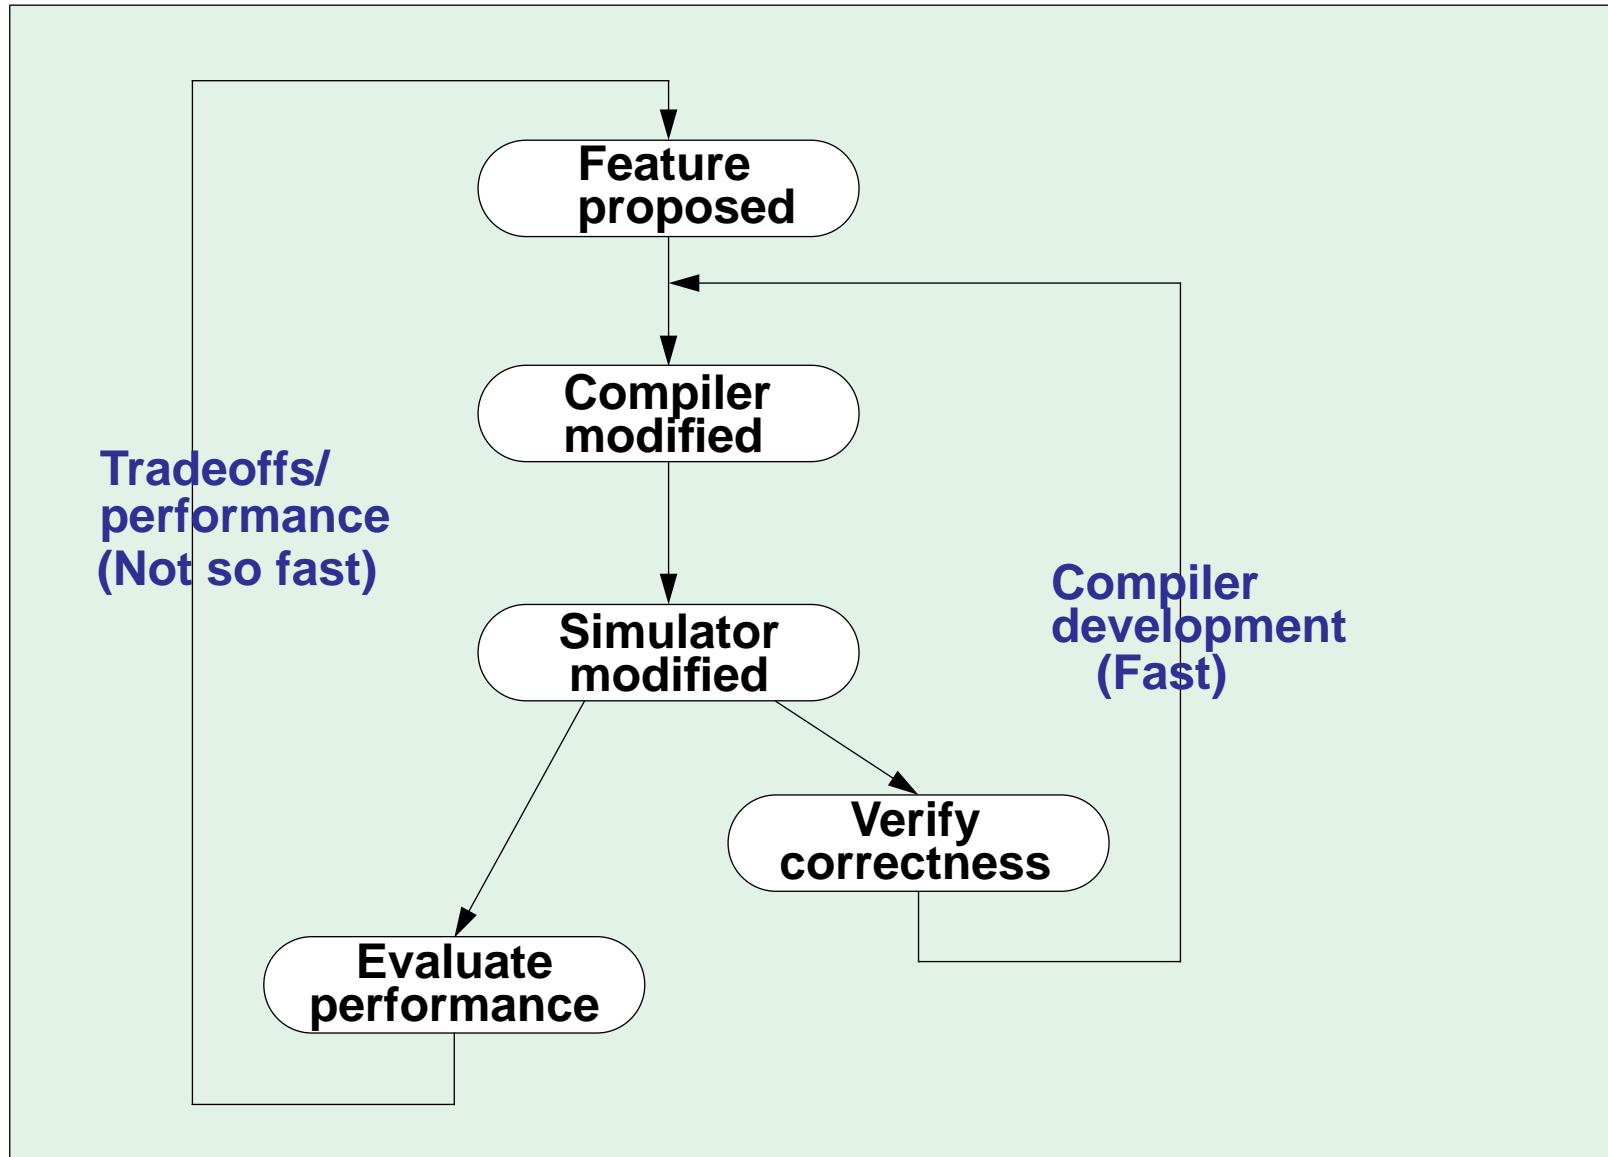 Feature
proposed
Compiler
modified
Tradeoffs/
performance
(Not so fast)
Compiler
development
(Fast)
Simulator
modified
Verify
correctness
Evaluate
performance